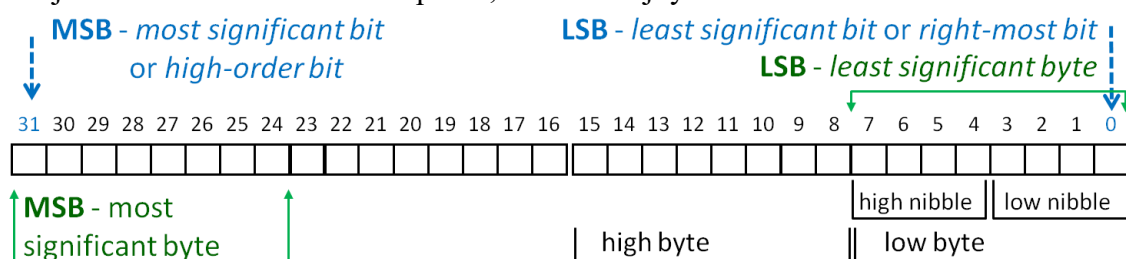 MSB - most significant bit
or high-order bit
LSB - least significant bit or right-most bit
LSB - least significant byte
31 30 29 28 27 26 25 24 23 22 21 20 19 18 17 16 15 14 13 12 11 10 9 8 7 6 5 4 3 2 1 0
MSB - most
significant byte
high nibble low nibble
high byte low byte